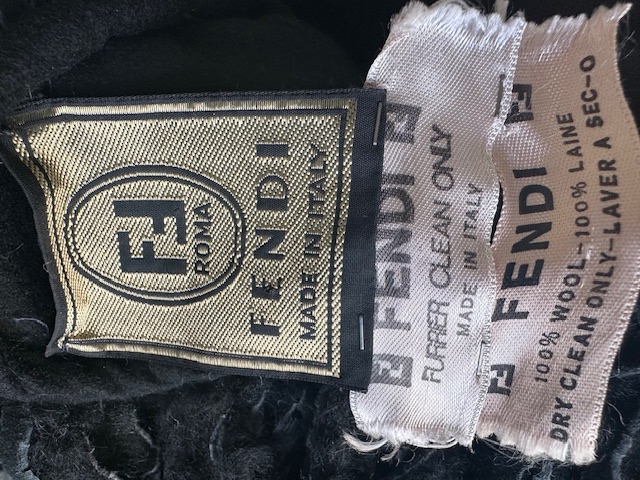 ROMA
FENDI
MADE IN ITALY
FENDI
FURRIER CLEAN ONLY
MADE IN ITALY
FENDI
100% WOOL-100% LAINE
DRY CLEAN ONLY-LAVER A SEC-O